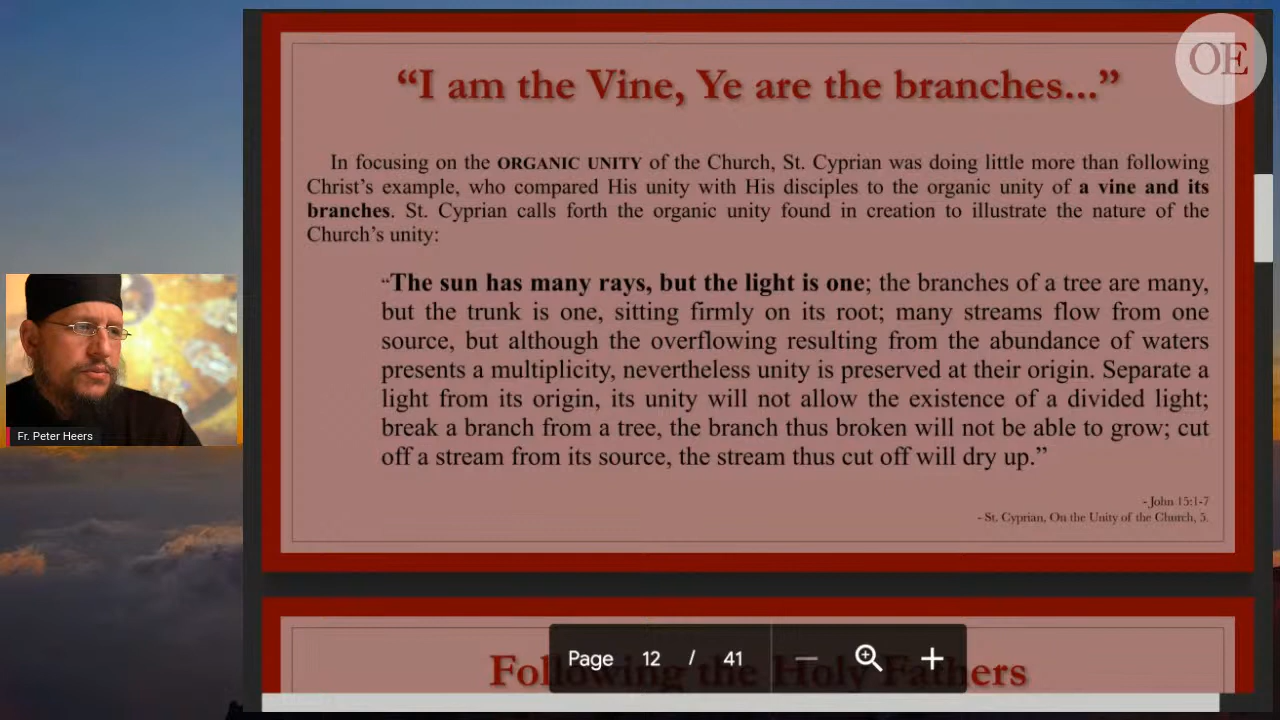 OE
“I am the Vine, Ye are the branches...”
In focusing on the ORGANIC UNITY of the Church, St. Cyprian was doing little more than following
Christ’s example, who compared His unity with His disciples to the organic unity of a vine and its
branches. St. Cyprian calls forth the organic unity found in creation to illustrate the nature of the
Church’s unity:
“The sun has many rays, but the light is one; the branches of a tree are many,
but the trunk is one, sitting firmly on its root; many streams flow from one
source, but although the overflowing resulting from the abundance of waters
presents a multiplicity, nevertheless unity is preserved at their origin. Separate a
light from its origin, its unity will not allow the existence of a divided light;
break a branch from a tree, the branch thus broken will not be able to grow; cut
off a stream from its source, the stream thus cut off will dry up.”
- John 15:1-7
- St. Cyprian, On the Unity of the Church, 5.
Fr. Peter Heers
Page 12 / 41
Following the Holy Fathers